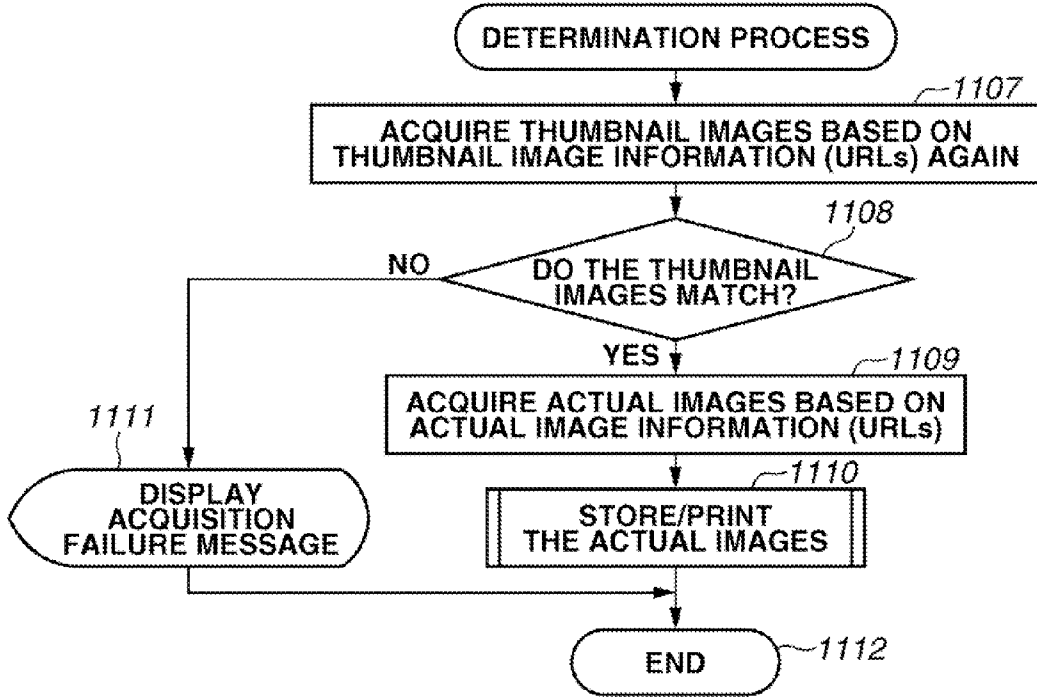 DETERMINATION PROCESS
1107
ACQUIRE THUMBNAIL IMAGES BASED ON
THUMBNAIL IMAGE INFORMATION (URLs) AGAIN
1108
NO
DO THE THUMBNAIL
IMAGES MATCH?
YES
1109
ACQUIRE ACTUAL IMAGES BASED ON
ACTUAL IMAGE INFORMATION (URLs)
1111
DISPLAY
ACQUISITION
FAILURE MESSAGE
1110
STORE/PRINT
THE ACTUAL IMAGES
END
1112